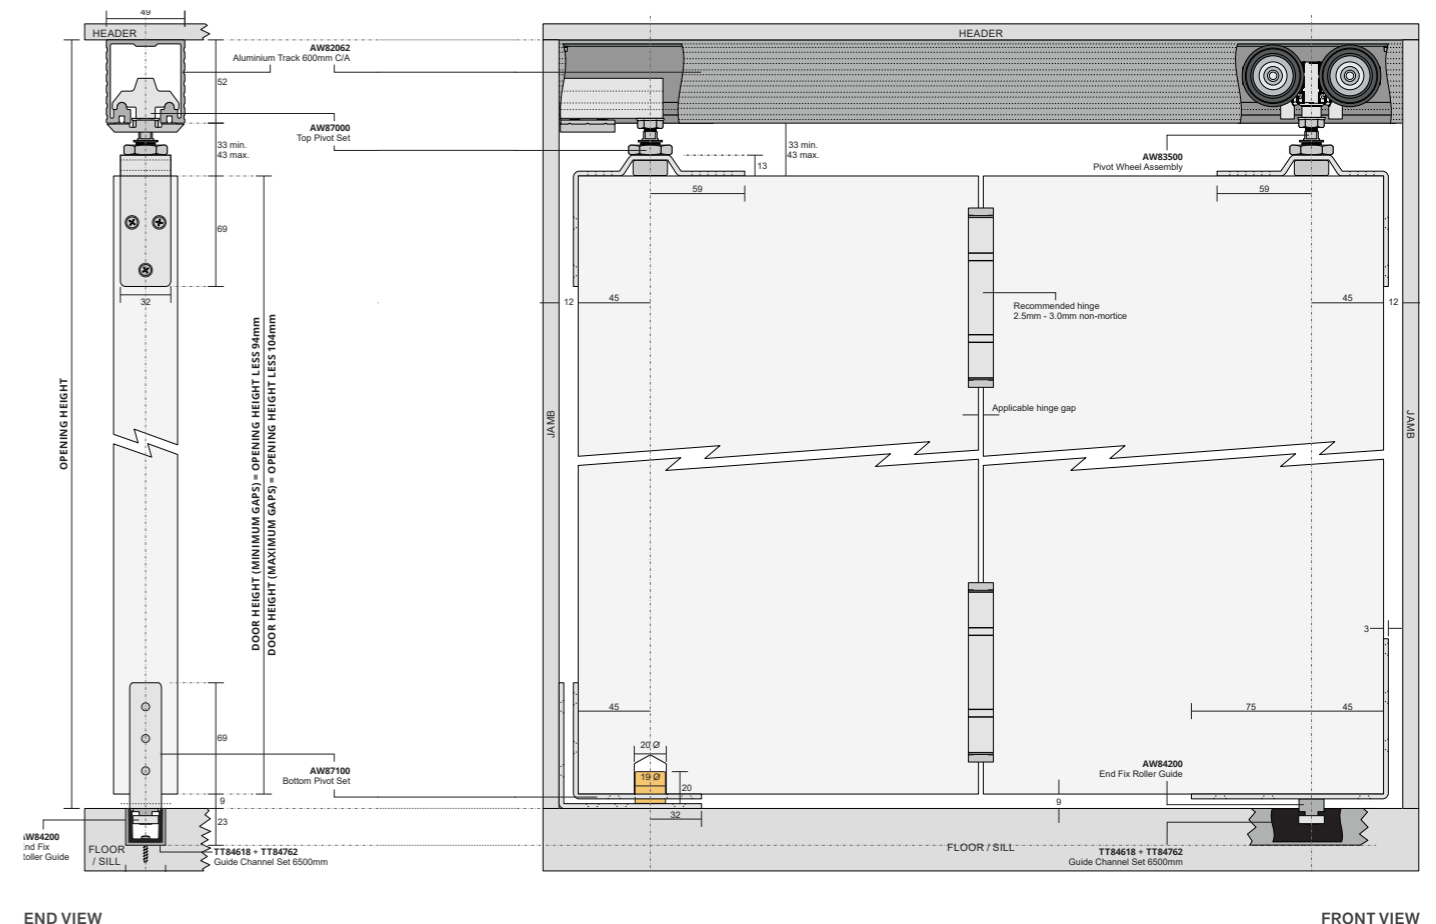 49
HEADER
AW82062
Aluminium Track 600mm C/A
52
AW87000
Top Pivot Set
33 min.
43 max.
69
32
OPENING HEIGHT
DOOR HEIGHT (MINIMUM GAPS) = OPENING HEIGHT LESS 94mm
DOOR HEIGHT (MAXIMUM GAPS) = OPENING HEIGHT LESS 104mm
69
AW87100
Bottom Pivot Set
9
23
AW84200
End Fix
Roller Guide
FLOOR
/ SILL
TT84618 + TT84762
Guide Channel Set 6500mm
END VIEW
HEADER
33 min.
43 max.
13
59
AW83500
Pivot Wheel Assembly
59
12
45
45
12
Recommended hinge
2.5mm - 3.0mm non-mortice
Applicable hinge gap
JAMB
JAMB
3
45
75
45
20 Ø
19 Ø
20
32
AW84200
End Fix Roller Guide
9
FLOOR / SILL
TT84618 + TT84762
Guide Channel Set 6500mm
FRONT VIEW